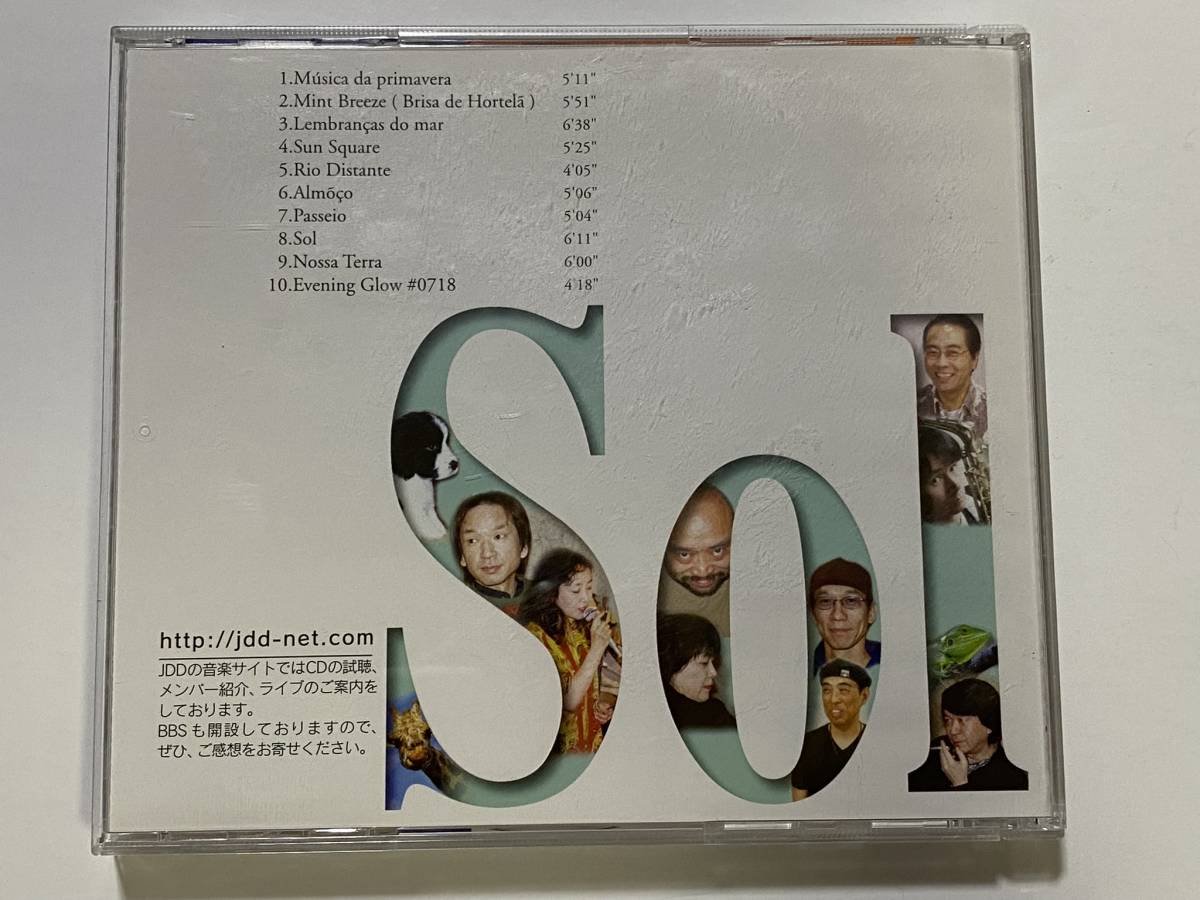 1.Música da primavera 5'11"
2.Mint Breeze ( Brisa de Hortelã ) 5'51"
3.Lembranças do mar 6'38"
4.Sun Square 5'25"
5.Rio Distante 4'05"
6.Almõço 5'06"
7.Passeio 5'04"
8.Sol 6'11"
9.Nossa Terra 6'00"
10.Evening Glow #0718 4'18"
Sol
http://jdd-net.com
JDDの音楽サイトではCDの試聴、
メンバー紹介、ライブのご案内を
しております。
BBSも開設しておりますので、
ぜひ、ご感想をお寄せください。